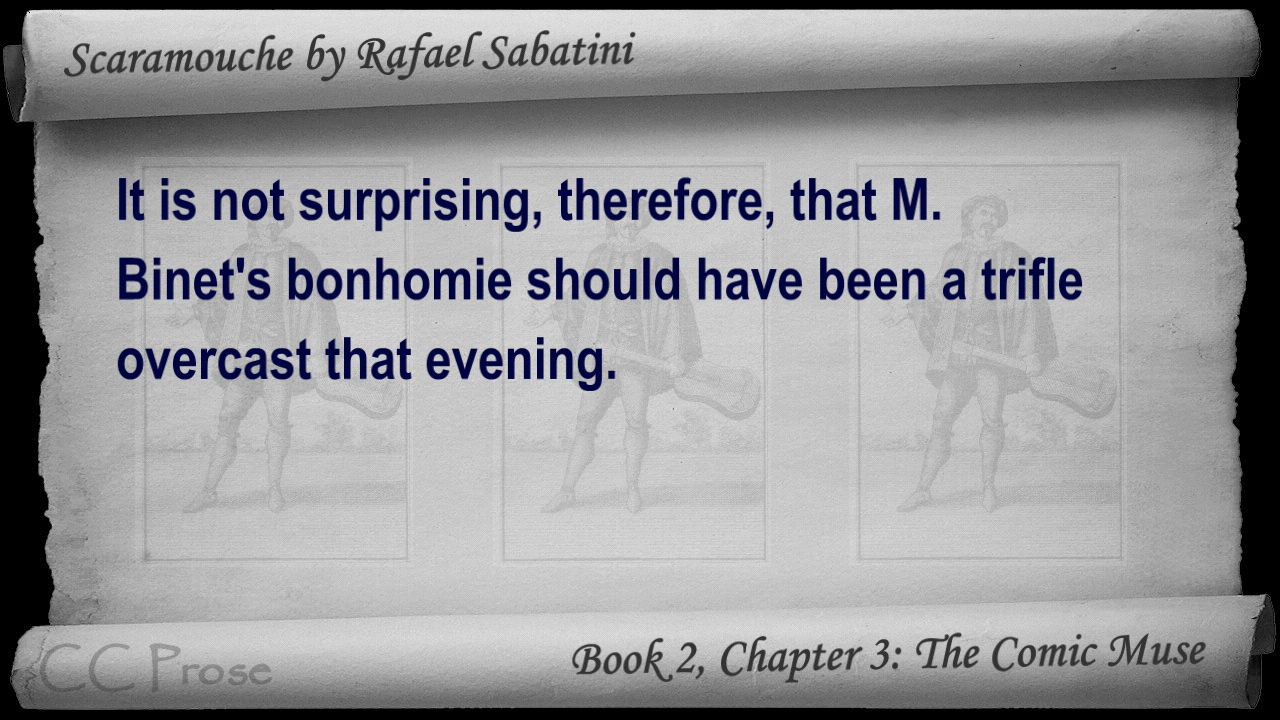 Scaramouche by Rafael Sabatini
It is not surprising, therefore, that M.
Binet's bonhomie should have been a trifle
overcast that evening.
CC Prose
Book 2, Chapter 3: The Comic Muse